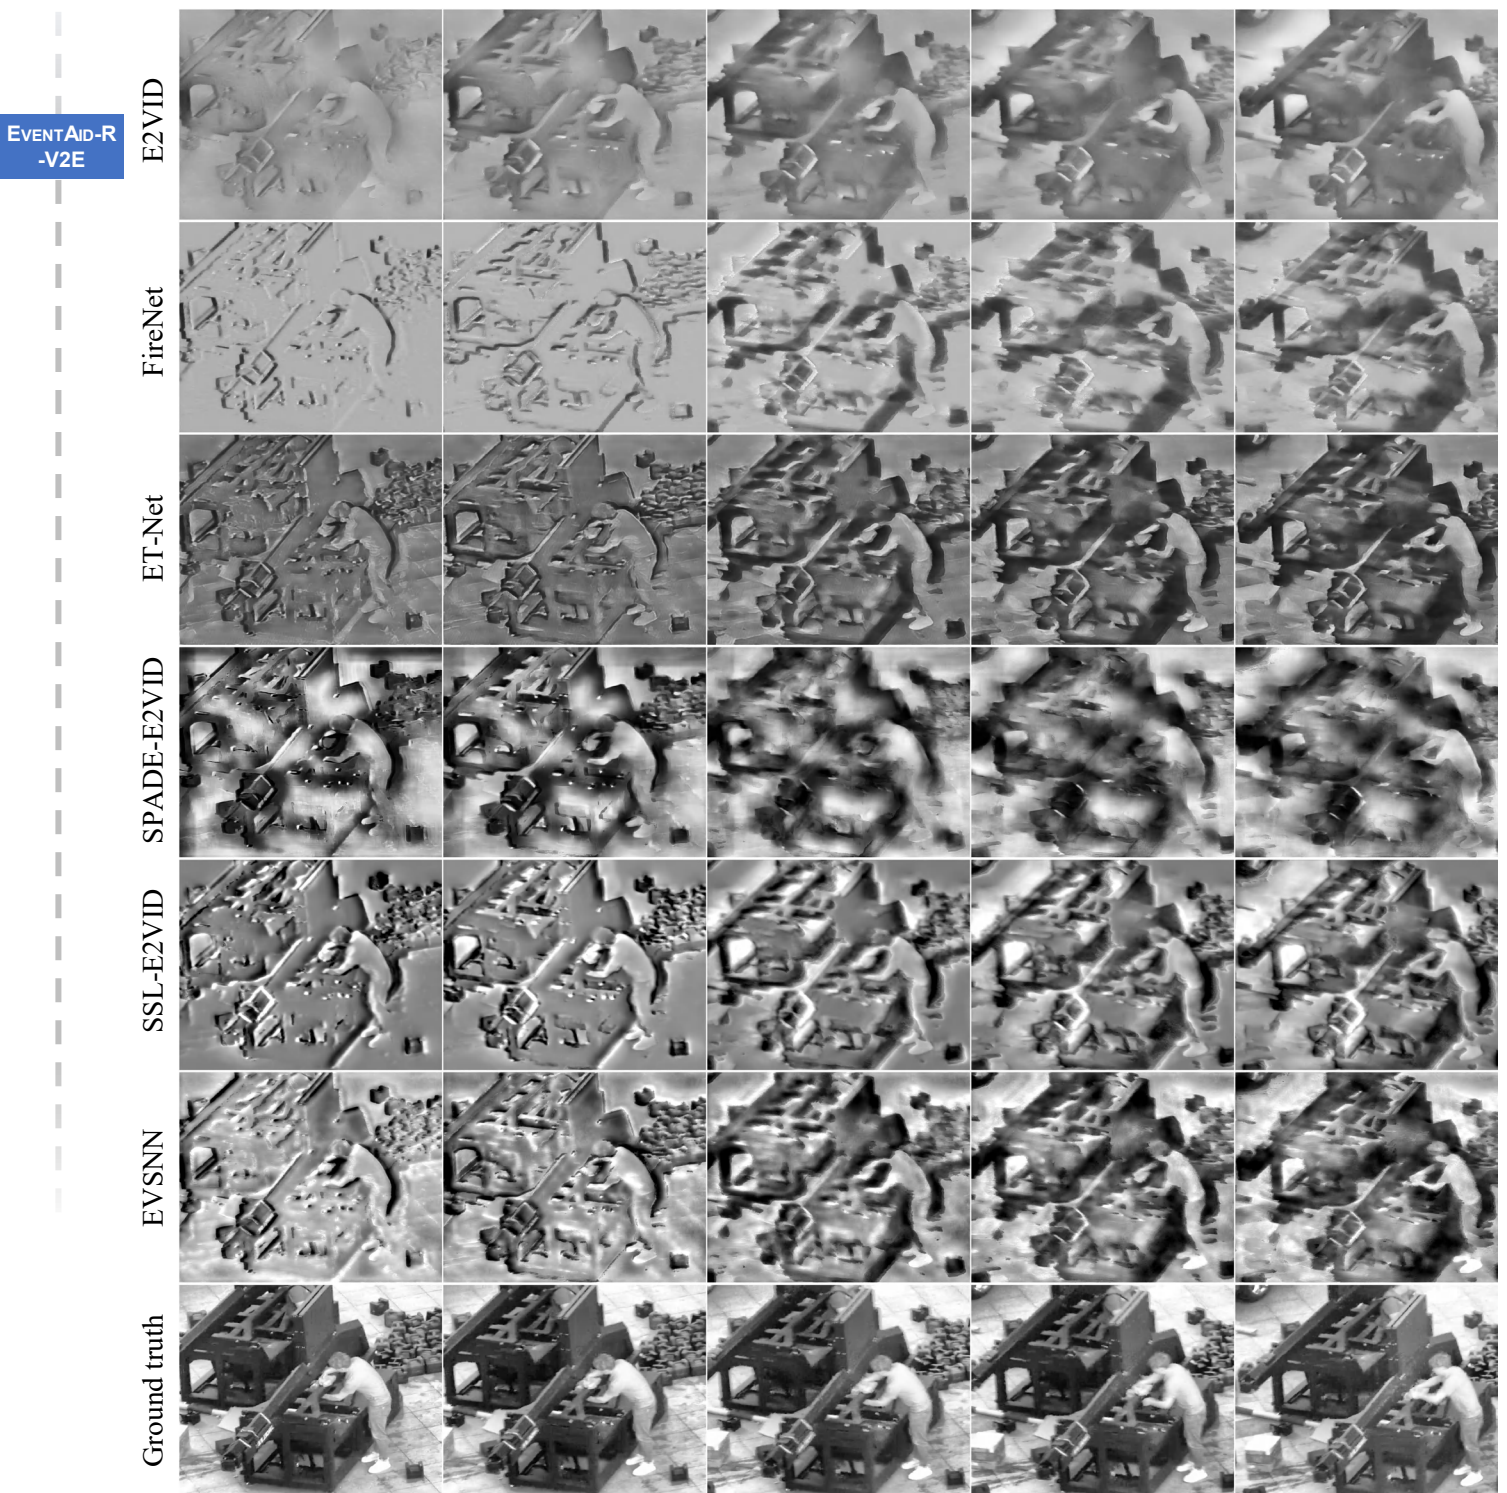 EVENTAID-R
-V2E
E2VID
FireNet
ET-Net
SPADE-E2VID
SSL-E2VID
EVSNN
Ground truth